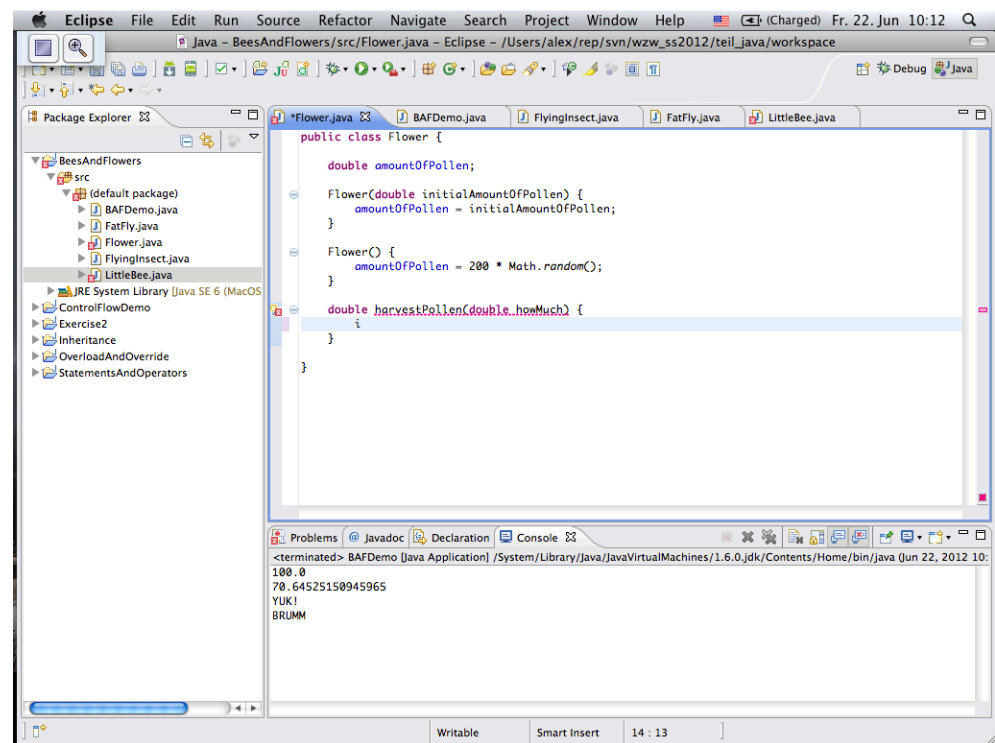 Eclipse File Edit Run Source Refactor Navigate Search Project Window Help (Charged) Fr. 22. Jun 10:12
Java – BeesAndFlowers/src/Flower.java – Eclipse – /Users/alex/rep/svn/wzw_ss2012/teil_java/workspace
Debug Java
Package Explorer
BeesAndFlowers
src
(default package)
BAFDemo.java
FatFly.java
Flower.java
FlyingInsect.java
LittleBee.java
JRE System Library [Java SE 6 (MacOS
ControlFlowDemo
Exercise2
Inheritance
OverloadAndOverride
StatementsAndOperators
*Flower.java BAFDemo.java FlyingInsect.java FatFly.java LittleBee.java
public class Flower {
double amountOfPollen;
Flower(double initialAmountOfPollen) {
amountOfPollen = initialAmountOfPollen;
}
Flower() {
amountOfPollen = 200 * Math.random();
}
double harvestPollen(double howMuch) {
i
}
}
Problems @ Javadoc Declaration Console
<terminated> BAFDemo [Java Application] /System/Library/Java/JavaVirtualMachines/1.6.0.jdk/Contents/Home/bin/java (Jun 22, 2012 10:
100.0
70.64525150945965
YUK!
BRUMM
Writable Smart Insert 14 : 13